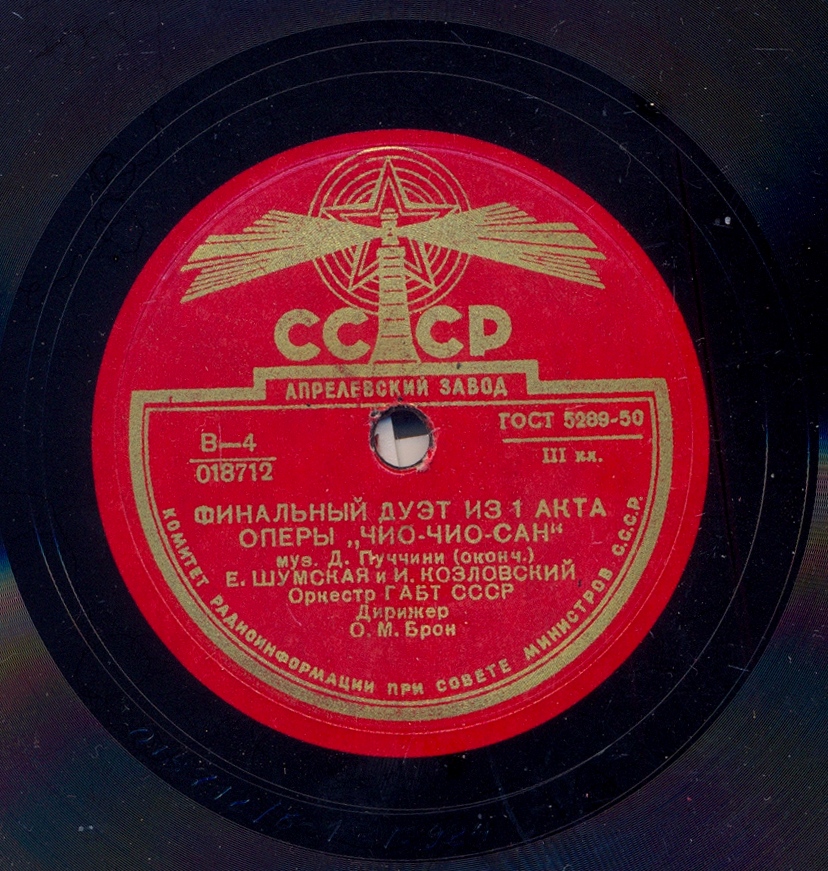 СССР
АПРЕЛЕВСКИЙ ЗАВОД
В—4
018712
ГОСТ 5289-50
III кл.
ФИНАЛЬНЫЙ ДУЭТ ИЗ 1 АКТА
ОПЕРЫ „ЧИО-ЧИО-САН“
муз. Д. Пуччини (оконч.)
Е. ШУМСКАЯ и И. КОЗЛОВСКИЙ
Оркестр ГАБТ СССР
Дирижер
О. М. Брон
КОМИТЕТ РАДИОИНФОРМАЦИИ ПРИ СОВЕТЕ МИНИСТРОВ С.С.С.Р.